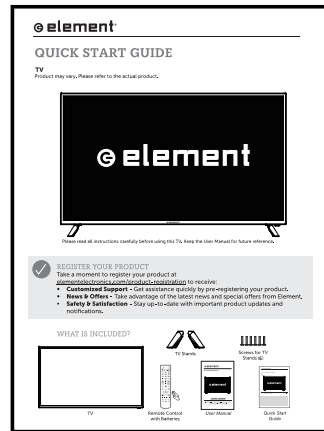 element
QUICK START GUIDE
TV
Product may vary. Please refer to the actual product.
element
Please read all instructions carefully before using this TV. Keep the User Manual for future reference.
REGISTER YOUR PRODUCT
Take a moment to register your product at
elementelectronics.com/product-registration to receive:
• Customized Support - Get assistance quickly by pre-registering your product.
• News & Offers - Take advantage of the latest news and special offers from Element.
• Safety & Satisfaction - Stay up-to-date with important product updates and
notifications.
WHAT IS INCLUDED?
TV Stands
Screws for TV
Stands
TV
Remote Control
with Batteries
User Manual
Quick Start
Guide